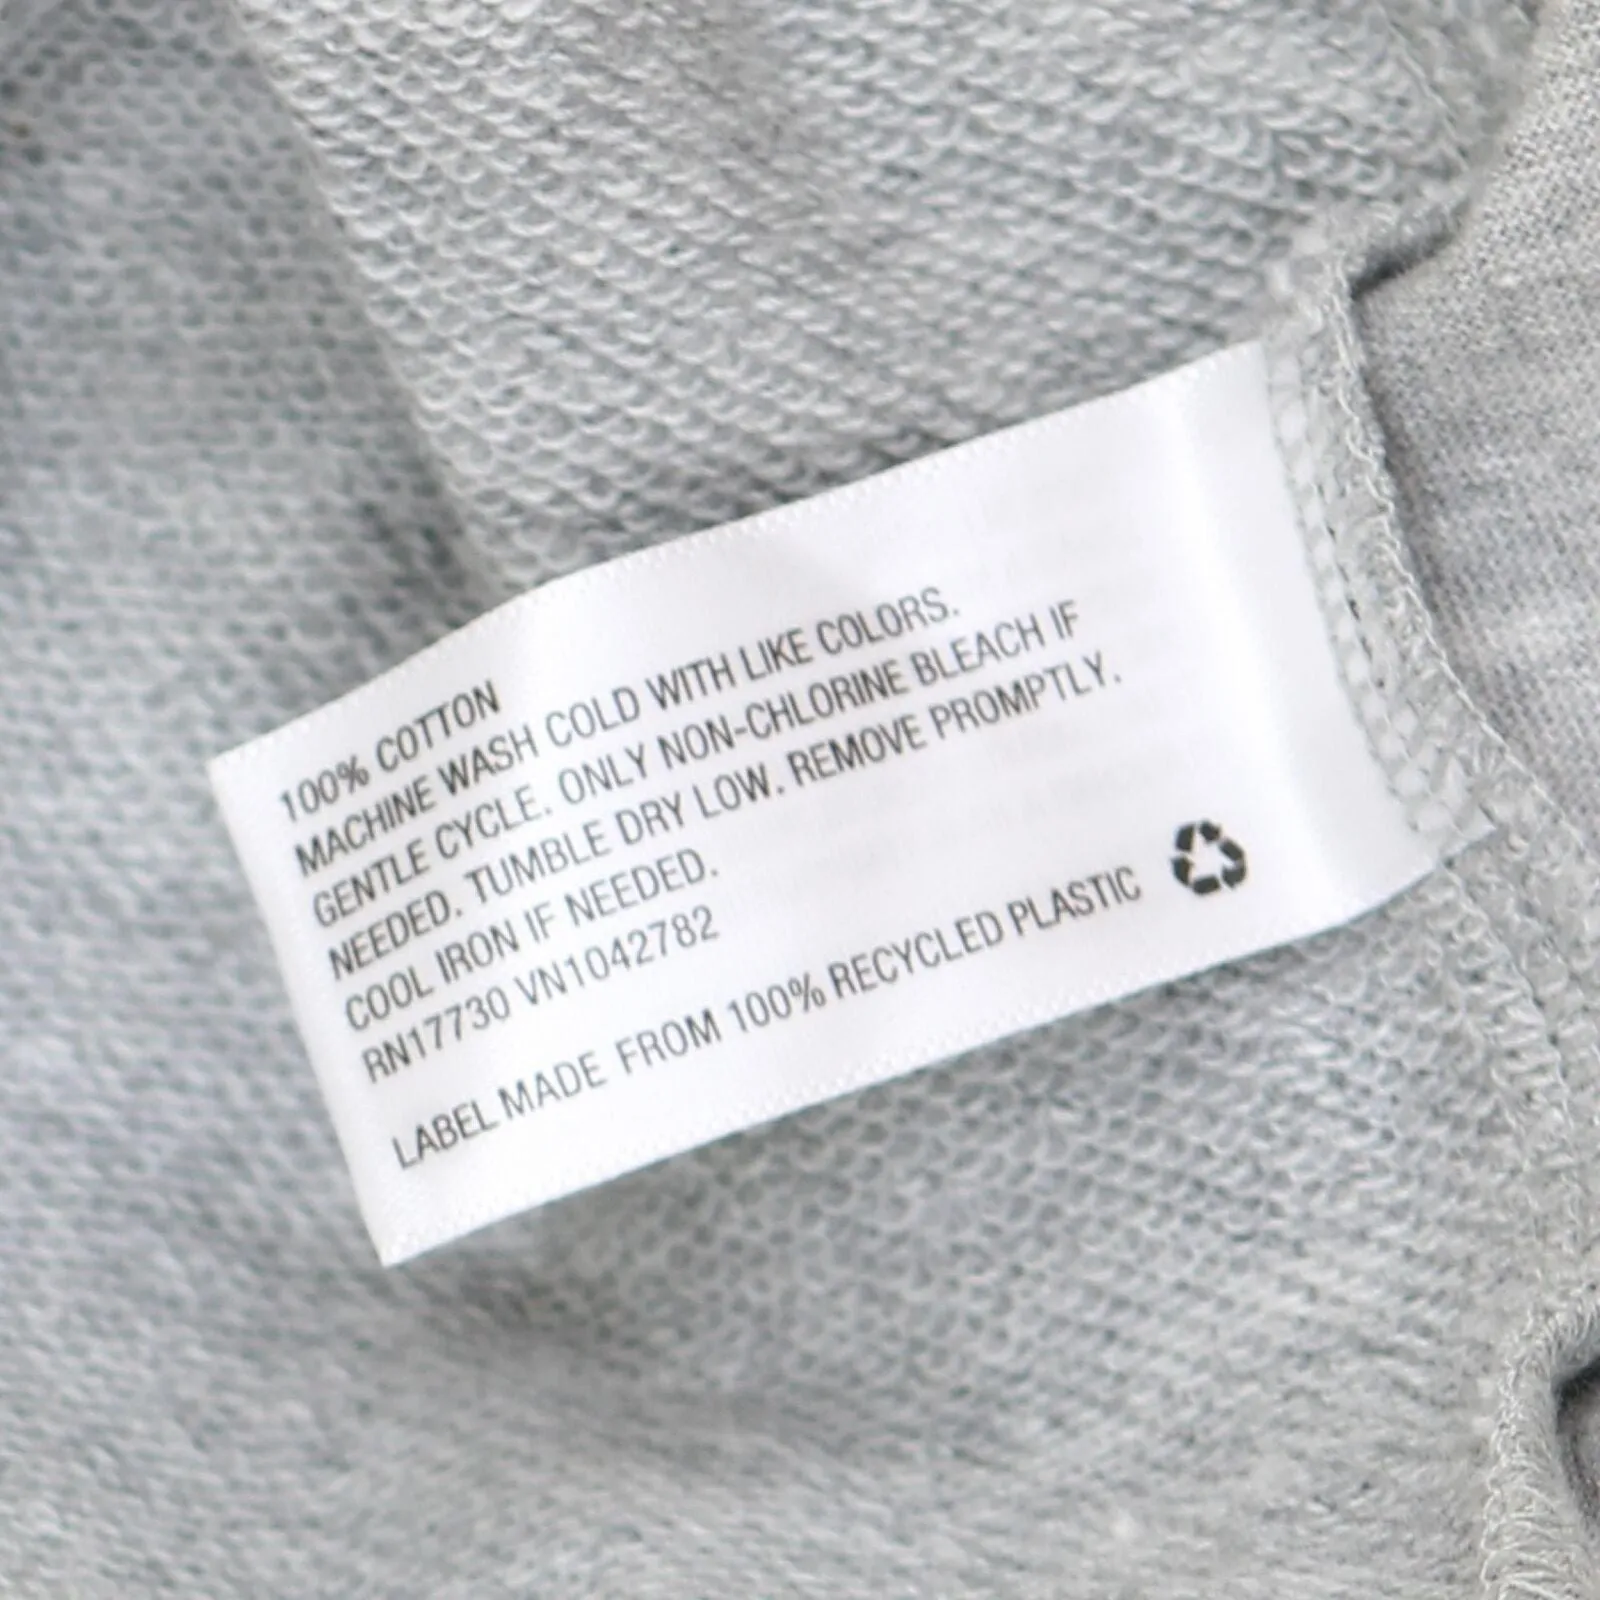 100% COTTON
MACHINE WASH COLD WITH LIKE COLORS.
GENTLE CYCLE. ONLY NON-CHLORINE BLEACH IF
NEEDED. TUMBLE DRY LOW. REMOVE PROMPTLY.
COOL IRON IF NEEDED.
RN17730 VN1042782
LABEL MADE FROM 100% RECYCLED PLASTIC